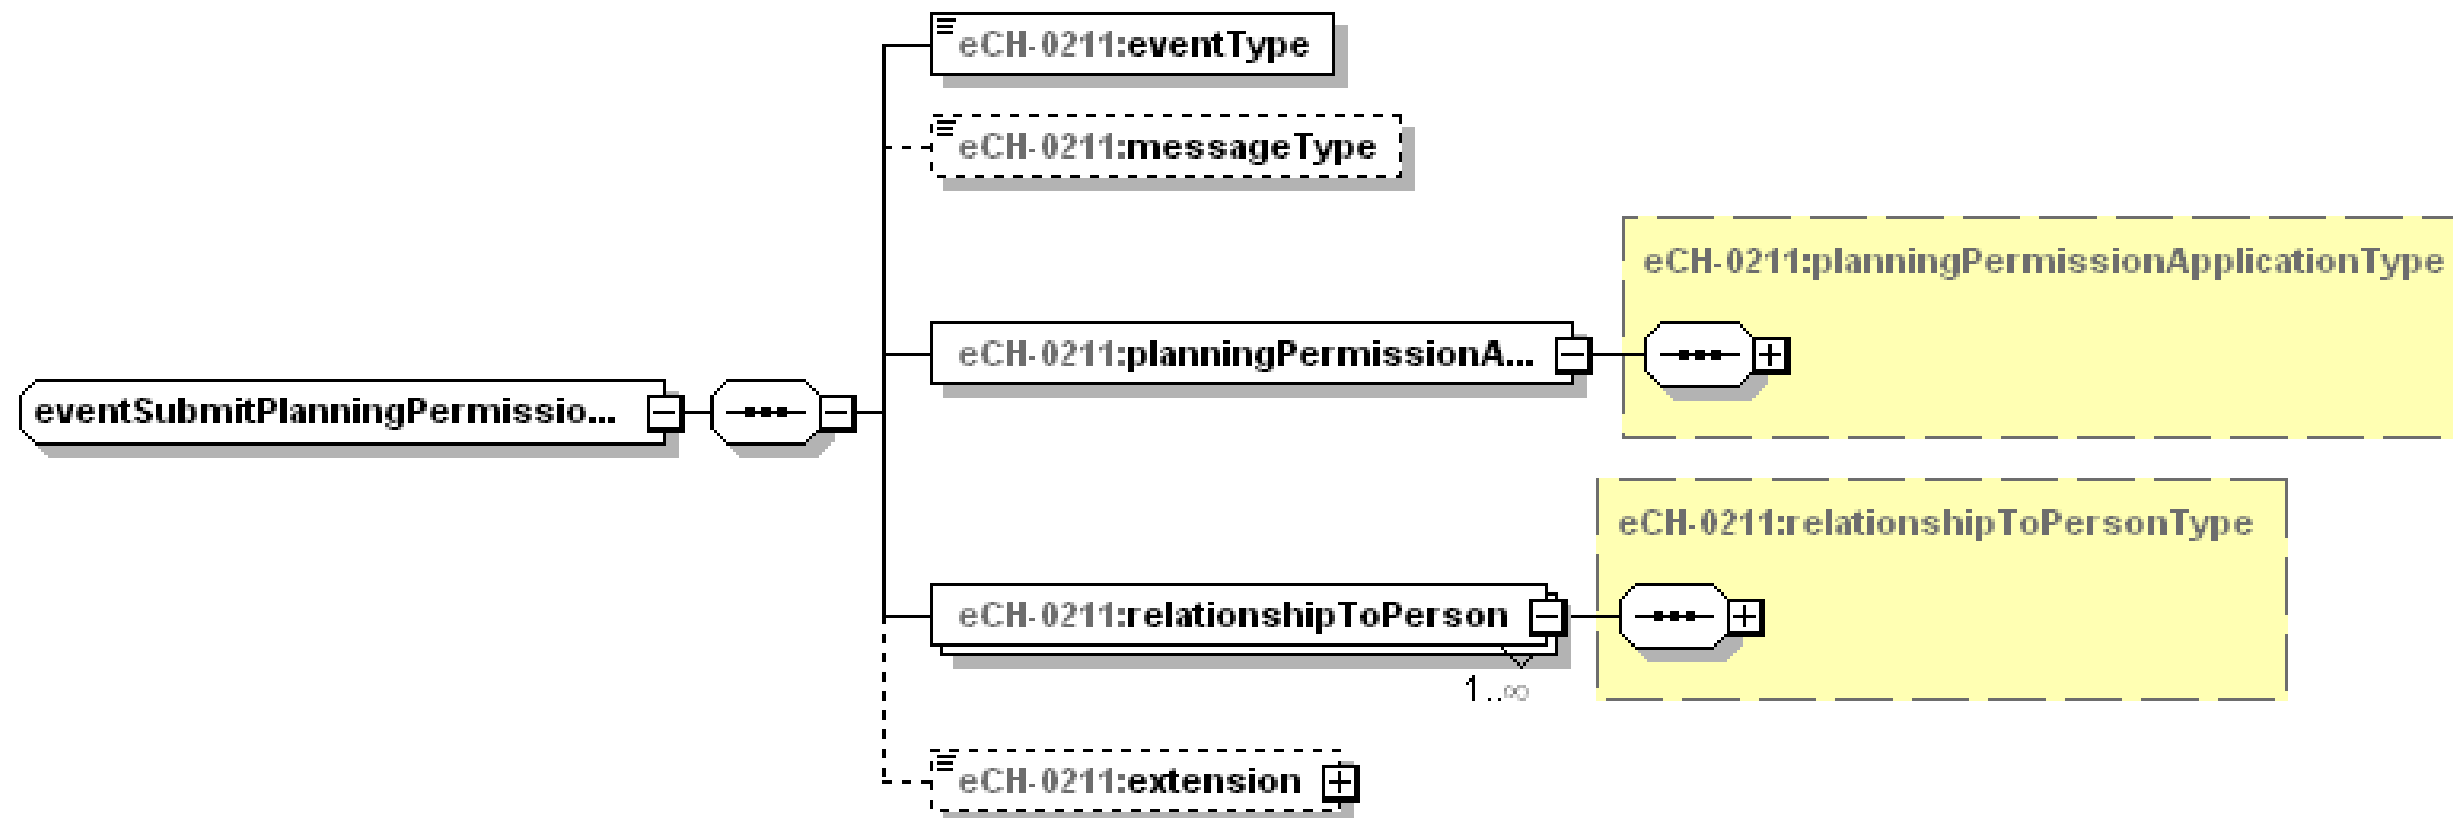 eCH-0211:eventType
eCH-0211:messageType
eCH-0211:planningPermissionApplicationType
eCH-0211:planningPermissionA...
eventSubmitPlanningPermissio...
eCH-0211:relationshipToPersonType
eCH-0211:relationshipToPerson
1..∞
eCH-0211:extension